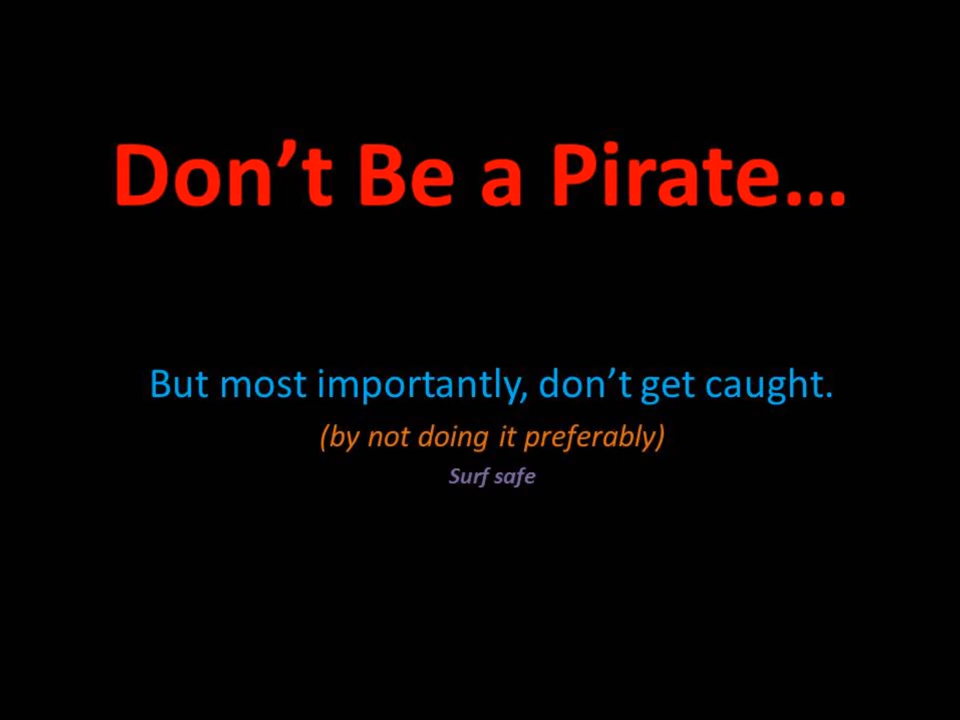 Don’t Be a Pirate…
But most importantly, don’t get caught.
(by not doing it preferably)
Surf safe